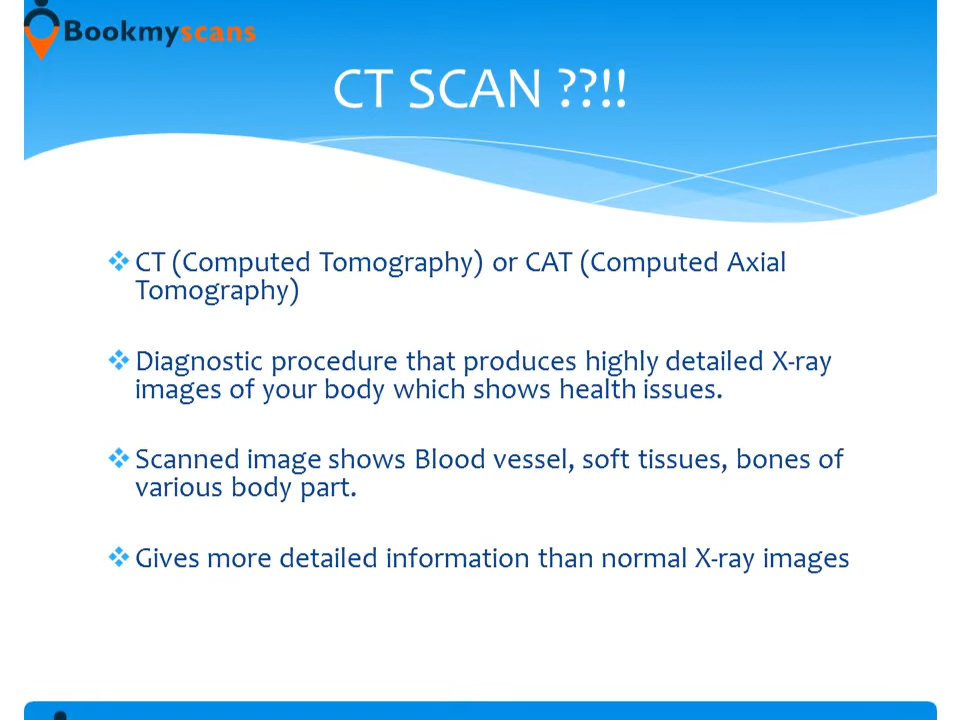 Bookmyscans
CT SCAN ??!!
CT (Computed Tomography) or CAT (Computed Axial
Tomography)
Diagnostic procedure that produces highly detailed X-ray
images of your body which shows health issues.
Scanned image shows Blood vessel, soft tissues, bones of
various body part.
Gives more detailed information than normal X-ray images